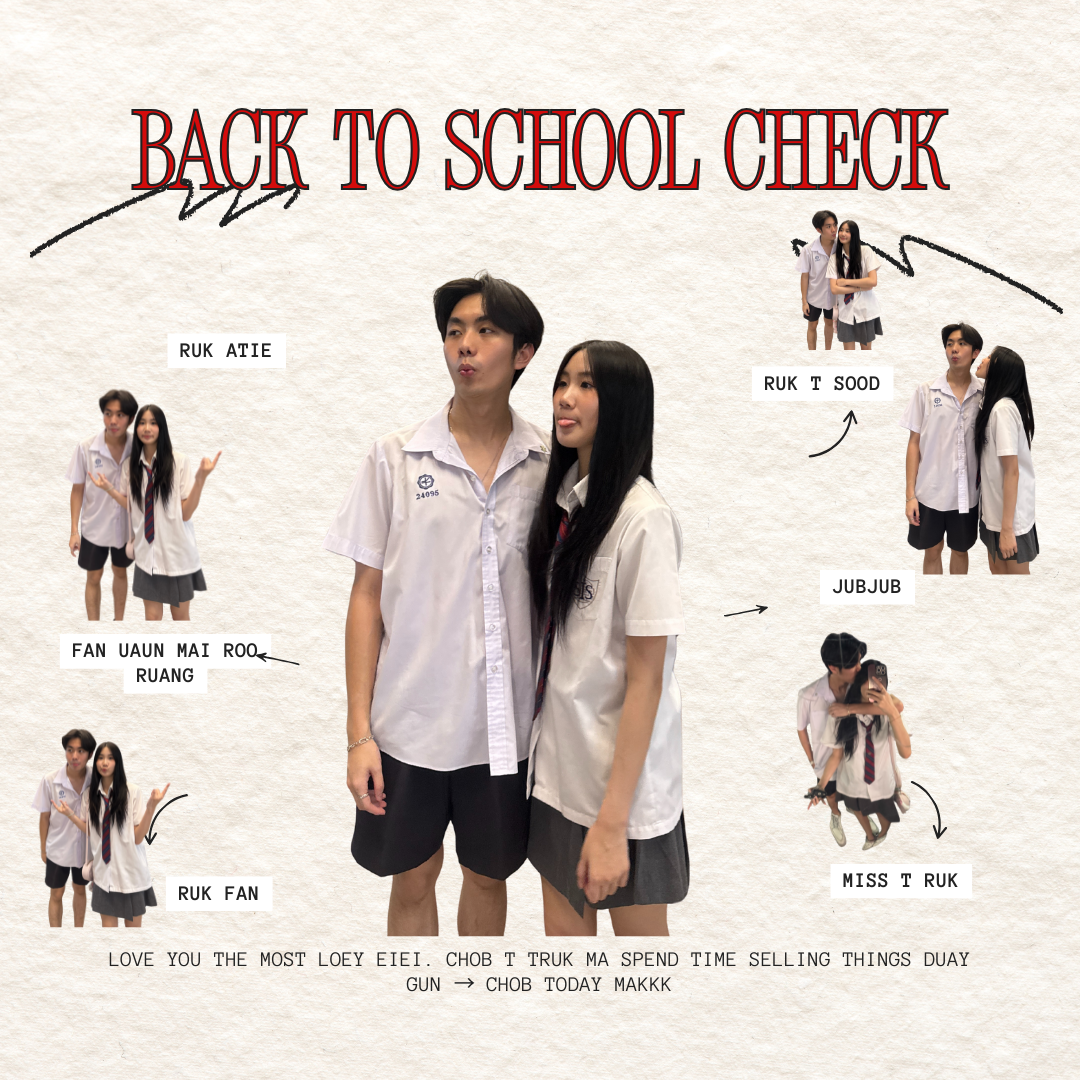 BACK TO SCHOOL CHECK
RUK ATIE
RUK T SOOD
24095
JUBJUB
FAN UAUN MAI ROO
RUANG
MISS T RUK
RUK FAN
LOVE YOU THE MOST LOEY EIEI. CHOB T TRUK MA SPEND TIME SELLING THINGS DUAY
GUN → CHOB TODAY MAKKK